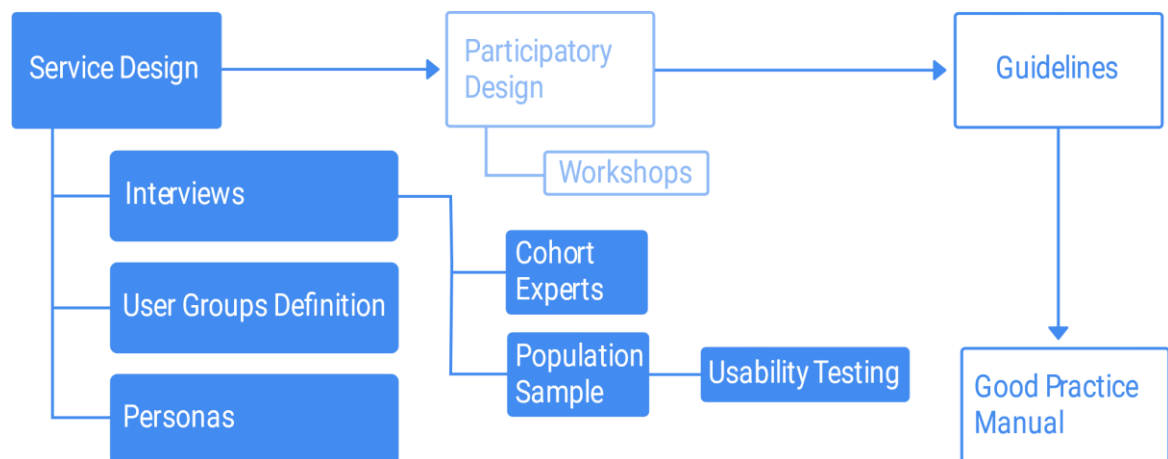 Service Design
Participatory
Design
Guidelines
Workshops
Interviews
Cohort
Experts
User Groups Definition
Population
Sample
Usability Testing
Personas
Good Practice
Manual